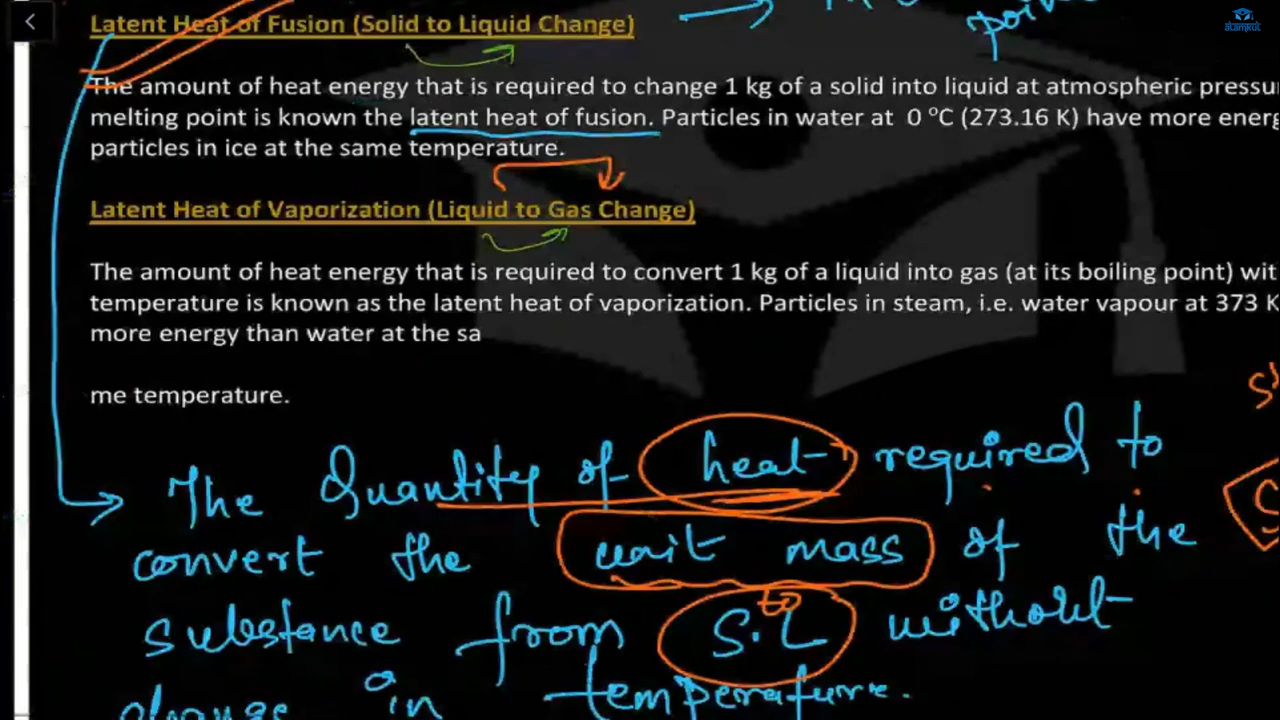 alamkut
Latent Heat of Fusion (Solid to Liquid Change)
The amount of heat energy that is required to change 1 kg of a solid into liquid at atmospheric pressu
melting point is known the latent heat of fusion. Particles in water at 0 °C (273.16 K) have more energ
particles in ice at the same temperature.
Latent Heat of Vaporization (Liquid to Gas Change)
The amount of heat energy that is required to convert 1 kg of a liquid into gas (at its boiling point) wit
temperature is known as the latent heat of vaporization. Particles in steam, i.e. water vapour at 373 K
more energy than water at the sa
me temperature.
The Quantity of heat required to
convert the unit mass of the
substance from S. to L without
change in temperature.